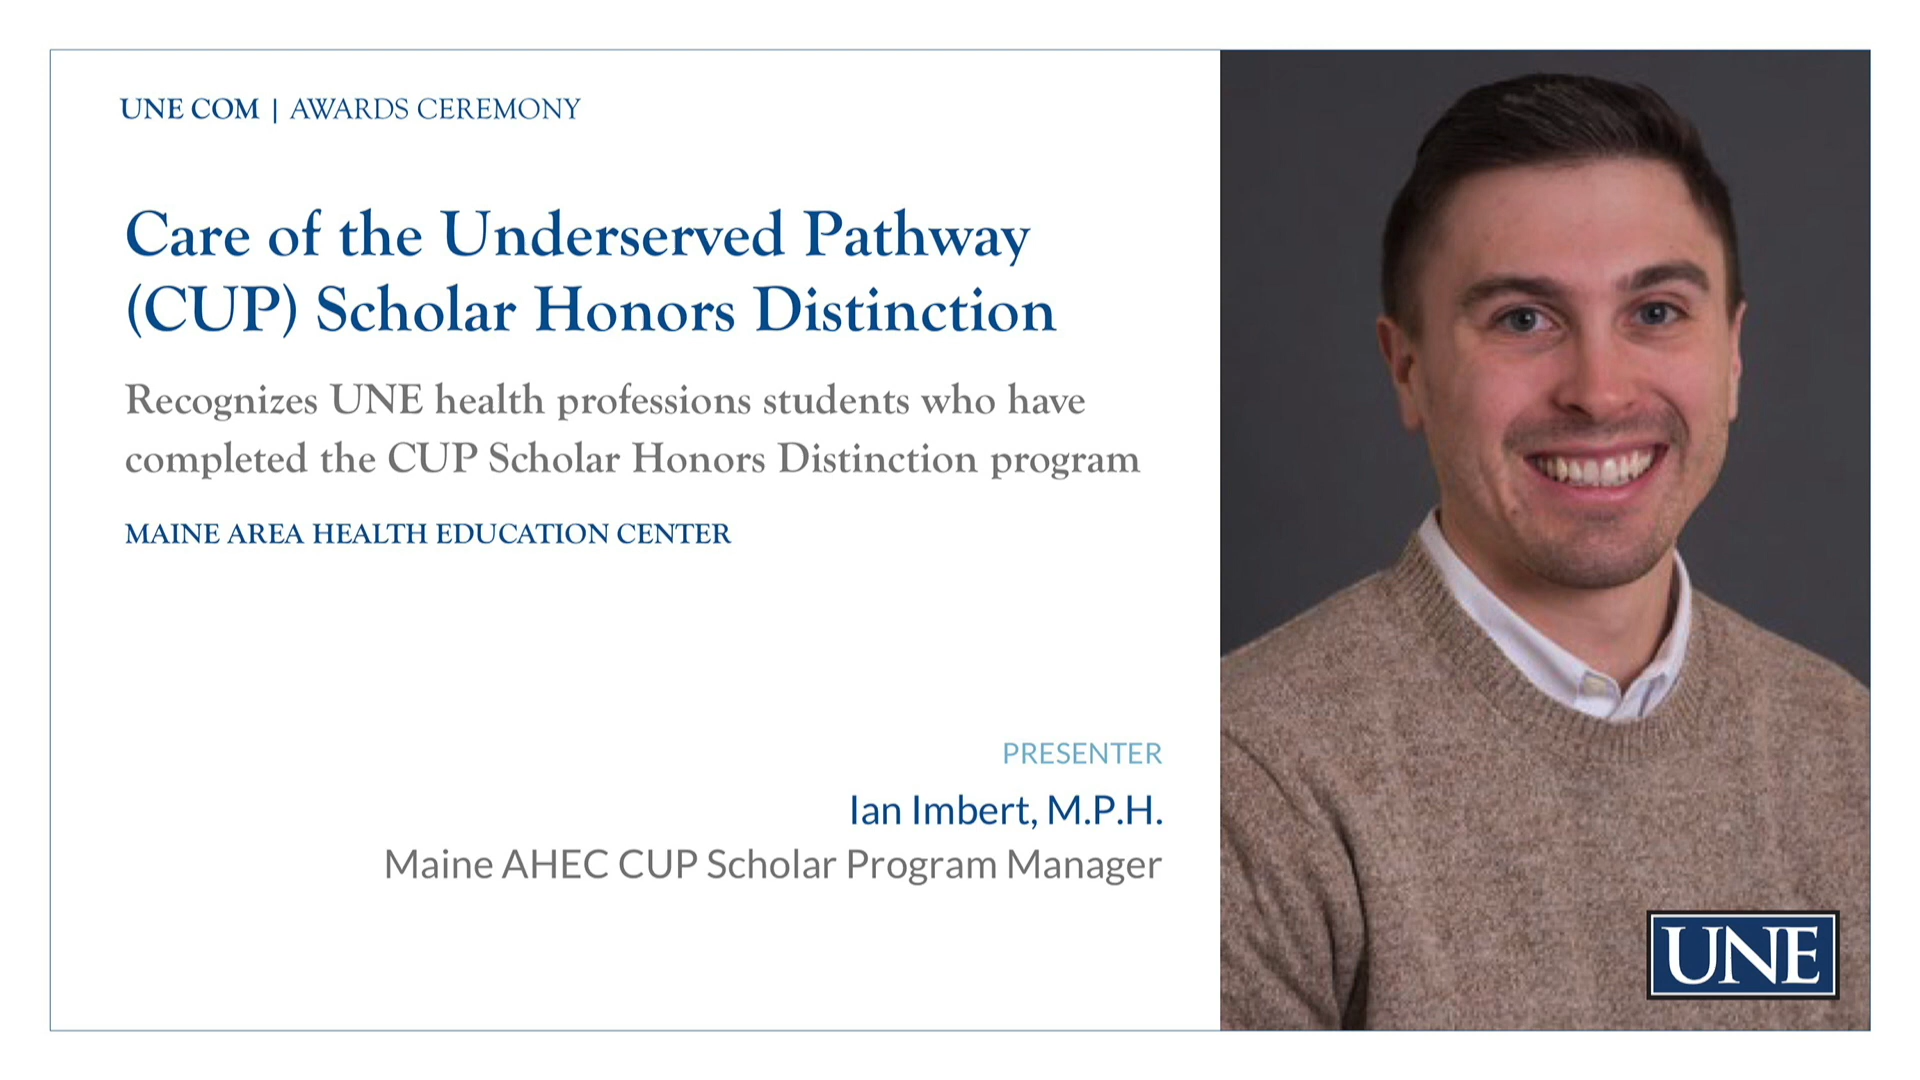 UNE COM | AWARDS CEREMONY
Care of the Underserved Pathway
(CUP) Scholar Honors Distinction
Recognizes UNE health professions students who have
completed the CUP Scholar Honors Distinction program
MAINE AREA HEALTH EDUCATION CENTER
PRESENTER
Ian Imbert, M.P.H.
Maine AHEC CUP Scholar Program Manager
UNE